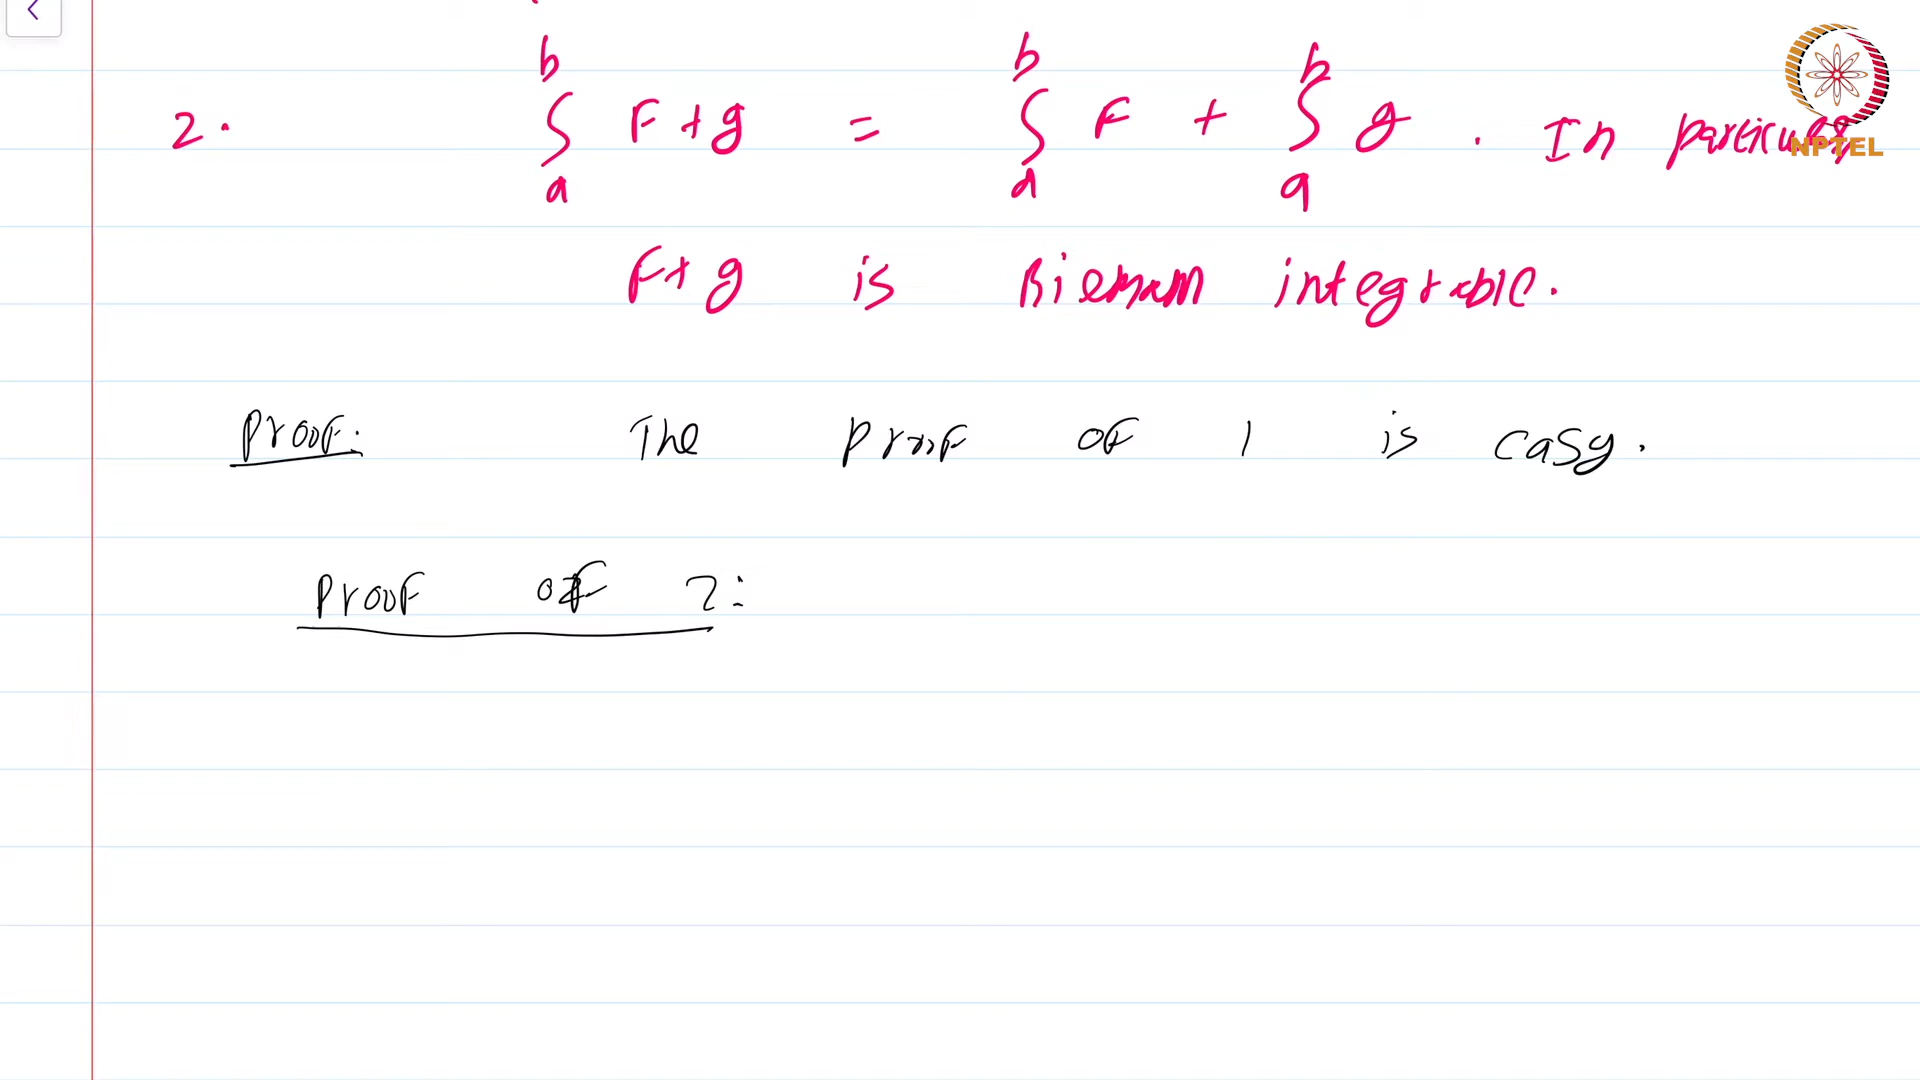 2. ∫_a^b F+g = ∫_a^b F + ∫_a^b g . In particular
NPTEL
F+g is Riemann integrable.
Proof: The proof of 1 is easy.
Proof of 2: